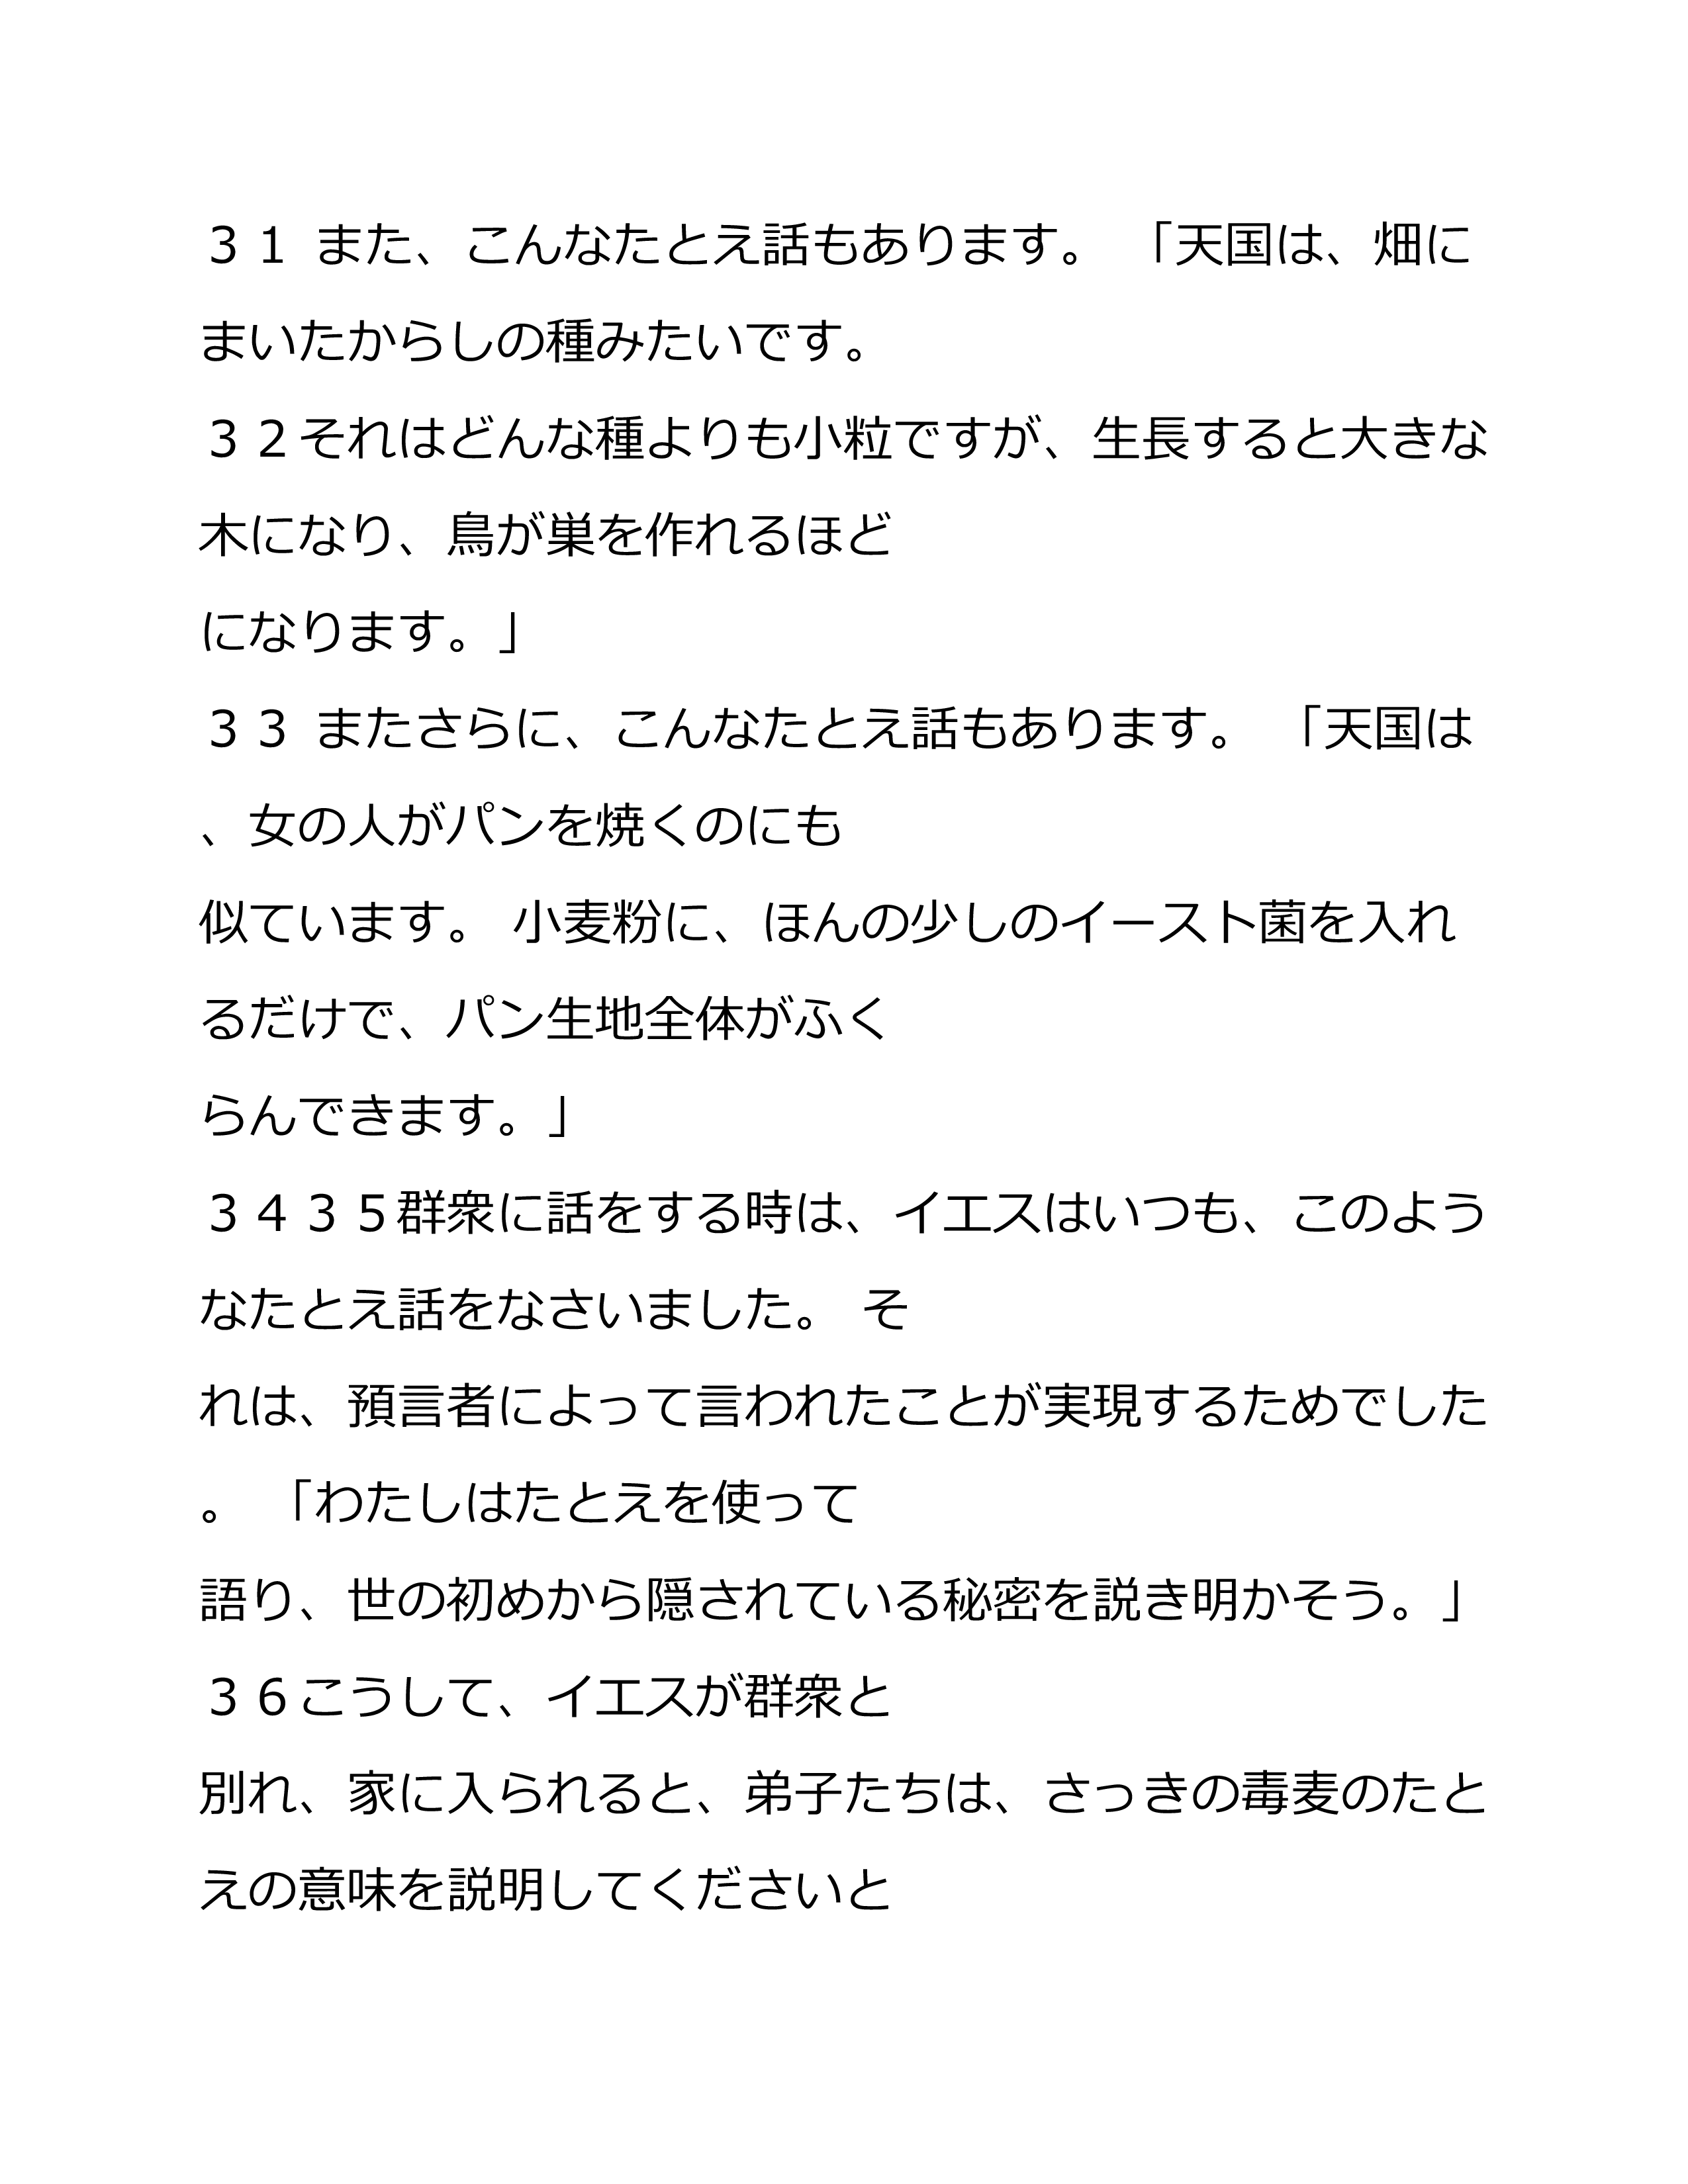 ３１ また、こんなたとえ話もあります。 「天国は、畑に
まいたからしの種みたいです。
３２それはどんな種よりも小粒ですが、生長すると大きな
木になり、鳥が巣を作れるほど
になります。」
３３ またさらに、こんなたとえ話もあります。 「天国は
、女の人がパンを焼くのにも
似ています。 小麦粉に、ほんの少しのイースト菌を入れ
るだけで、パン生地全体がふく
らんできます。」
３４３５群衆に話をする時は、イエスはいつも、このよう
なたとえ話をなさいました。 そ
れは、預言者によって言われたことが実現するためでした
。 「わたしはたとえを使って
語り、世の初めから隠されている秘密を説き明かそう。」
３６こうして、イエスが群衆と
別れ、家に入られると、弟子たちは、さっきの毒麦のたと
えの意味を説明してくださいと